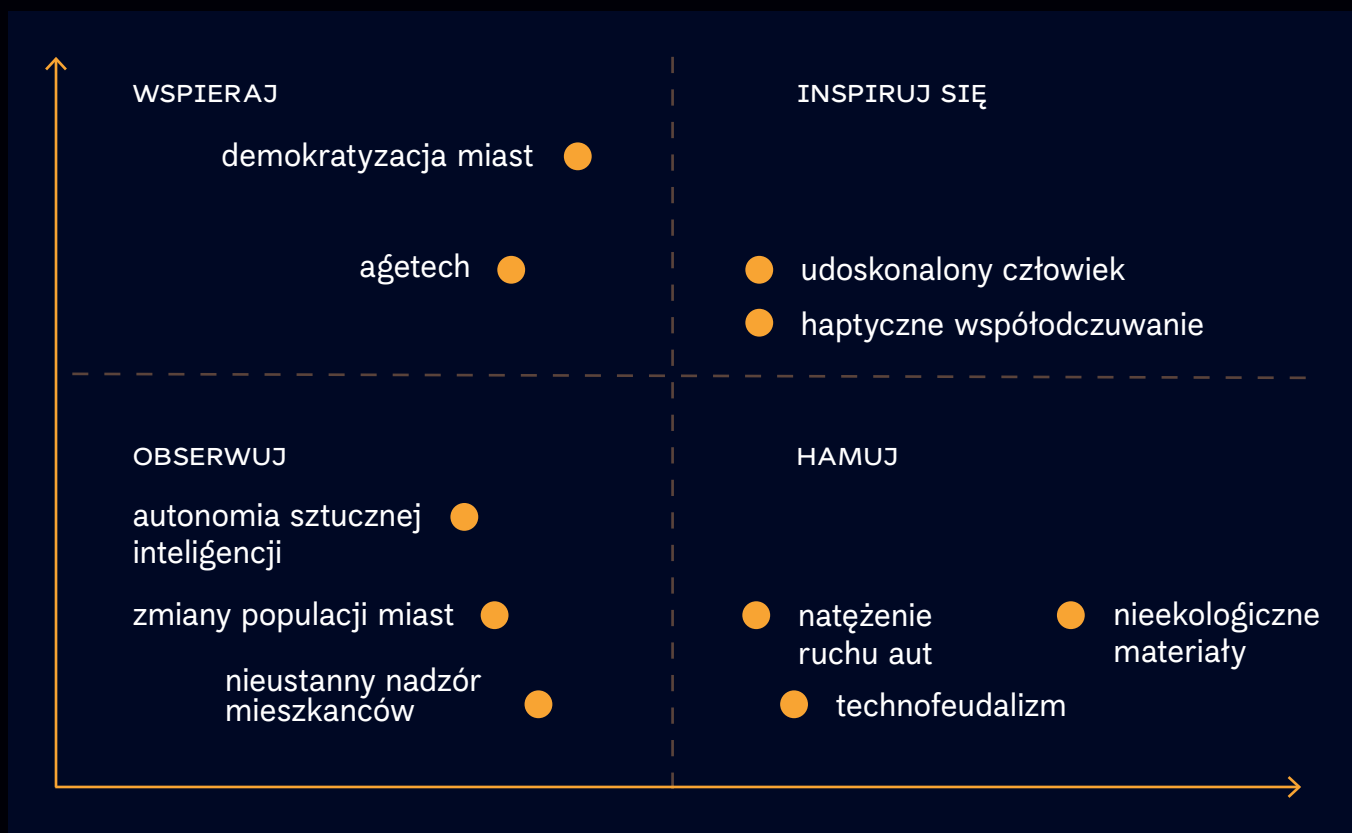 WSPIERAJ
demokratyzacja miast
agetech
INSPIRUJ SIĘ
udoskonalony człowiek
haptyczne współodczuwanie
OBSERWUJ
autonomia sztucznej
inteligencji
zmiany populacji miast
nieustanny nadzór
mieszkanców
HAMUJ
natężenie
ruchu aut
nieekologiczne
materiały
technofeudalizm